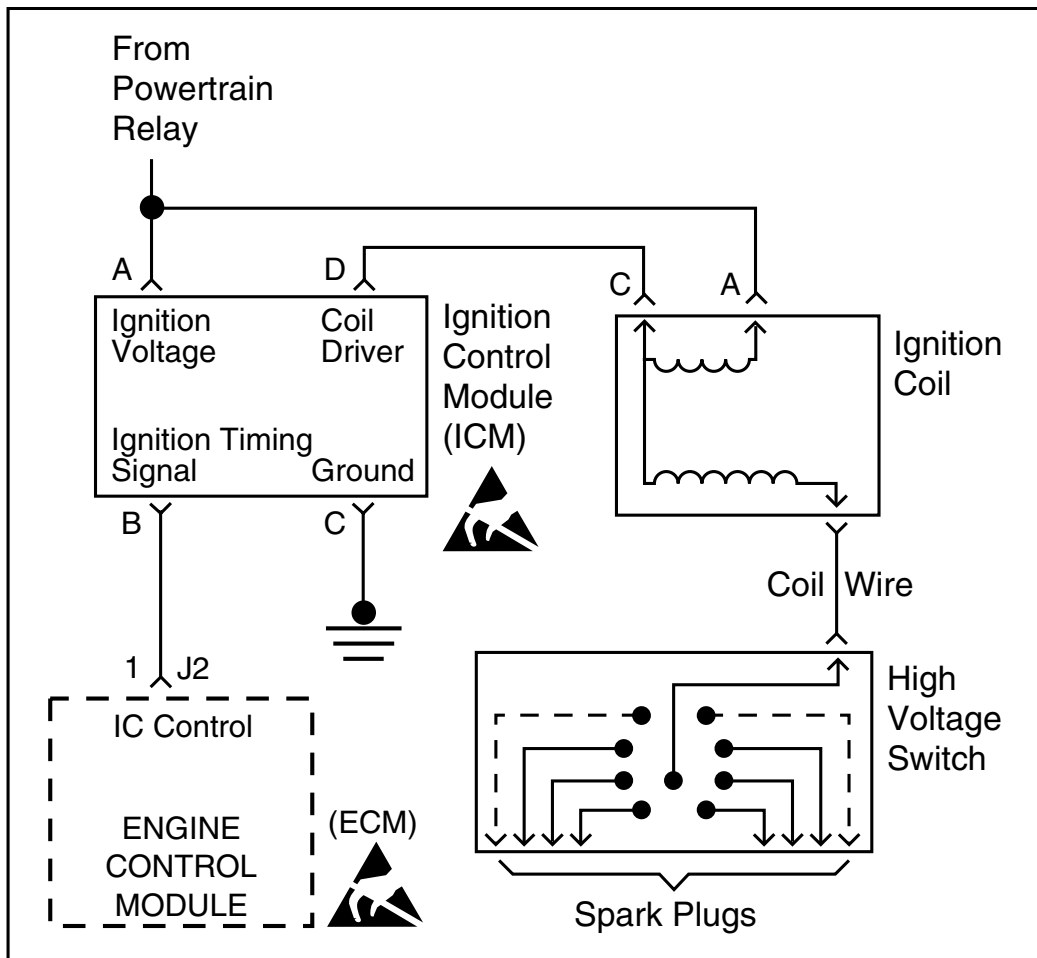 From
Powertrain
Relay
A
D
C
A
Ignition
Voltage
Coil
Driver
Ignition Timing
Signal
Ground
Ignition
Control
Module
(ICM)
Ignition
Coil
B
C
Coil Wire
1 J2
IC Control
ENGINE
CONTROL
MODULE
(ECM)
High
Voltage
Switch
Spark Plugs